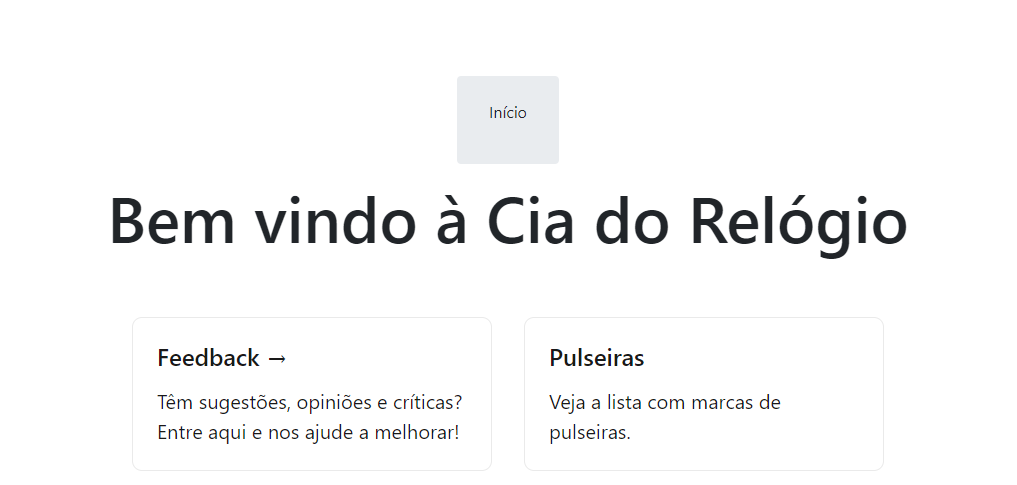 Início
Bem vindo à Cia do Relógio
Feedback →
Têm sugestões, opiniões e críticas?
Entre aqui e nos ajude a melhorar!
Pulseiras
Veja a lista com marcas de
pulseiras.